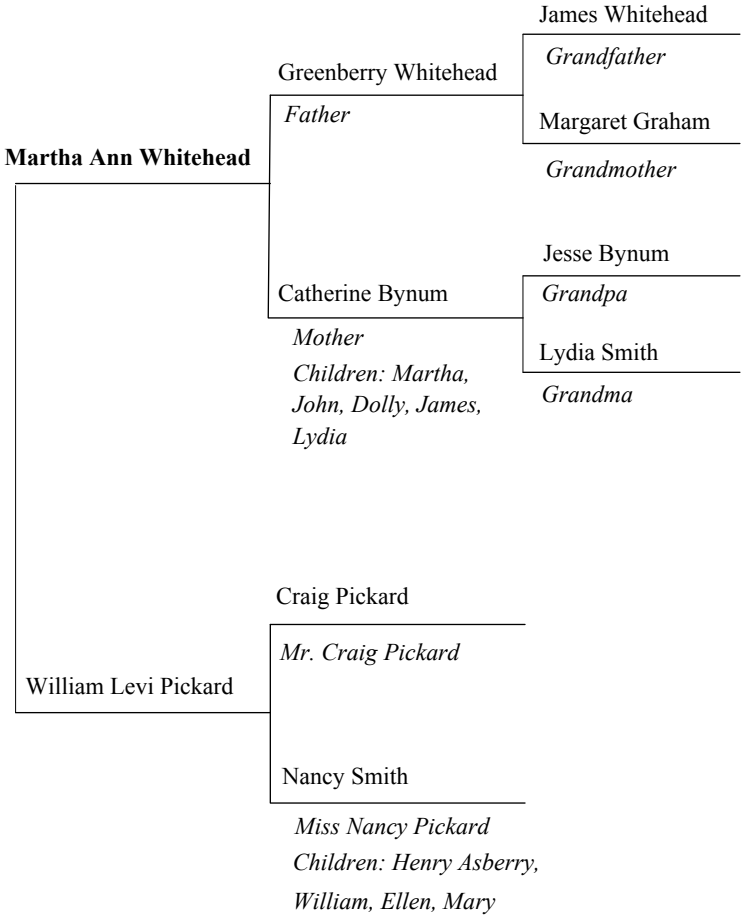 James Whitehead
Grandfather
Greenberry Whitehead
Father
Margaret Graham
Grandmother
Martha Ann Whitehead
Jesse Bynum
Grandpa
Catherine Bynum
Mother
Children: Martha,
John, Dolly, James,
Lydia
Lydia Smith
Grandma
Craig Pickard
Mr. Craig Pickard
William Levi Pickard
Nancy Smith
Miss Nancy Pickard
Children: Henry Asberry,
William, Ellen, Mary